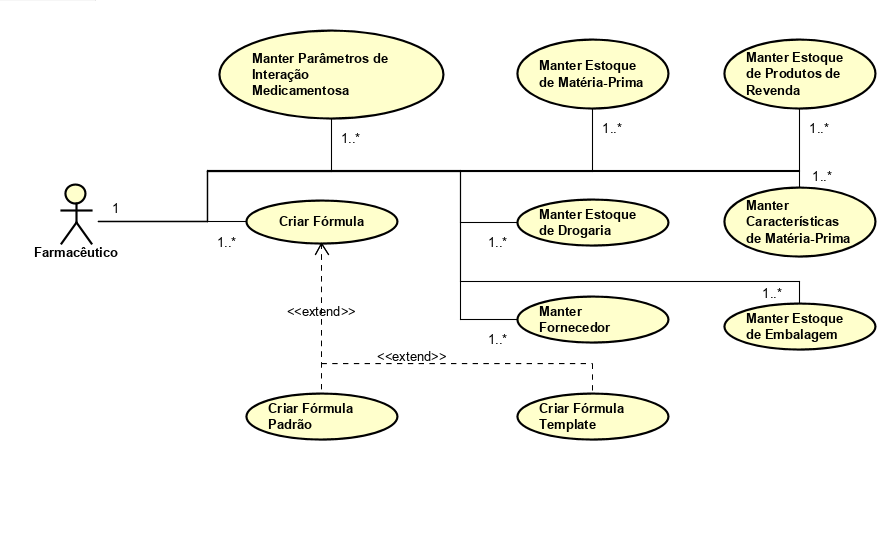 Manter Parâmetros de
Interação
Medicamentosa
Manter Estoque
de Matéria-Prima
Manter Estoque
de Produtos de
Revenda
1..*
1..*
1..*
1..*
1
Farmacêutico
Criar Fórmula
1..*
Manter Estoque
de Drogaria
1..*
Manter
Características
de Matéria-Prima
1..*
<<extend>>
Manter
Fornecedor
1..*
Manter Estoque
de Embalagem
<<extend>>
Criar Fórmula
Padrão
Criar Fórmula
Template